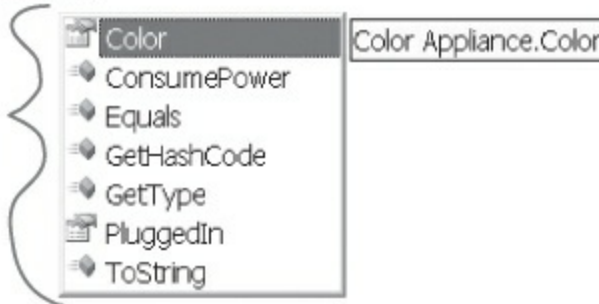 Color
Color Appliance.Color
ConsumePower
Equals
GetHashCode
GetType
PluggedIn
ToString